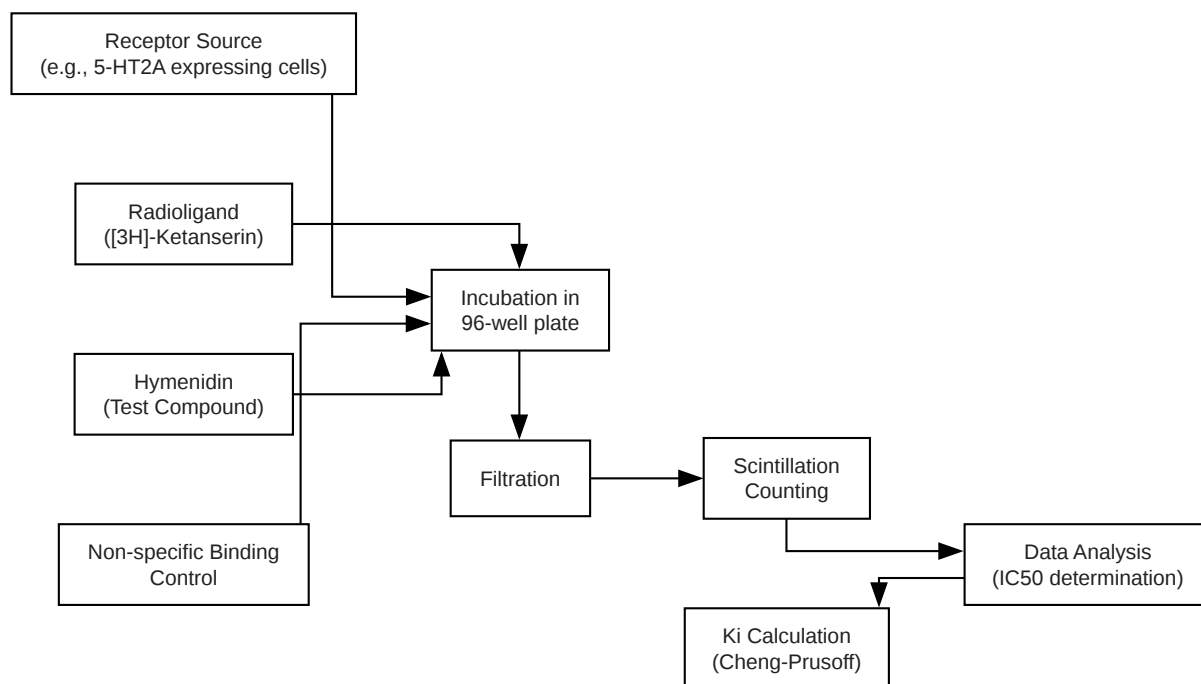 Receptor Source
(e.g., 5-HT2A expressing cells)
Radioligand
([3H]-Ketanserin)
Incubation in
96-well plate
Hymenidin
(Test Compound)
Filtration
Scintillation
Counting
Non-specific Binding
Control
Data Analysis
(IC50 determination)
Ki Calculation
(Cheng-Prusoff)